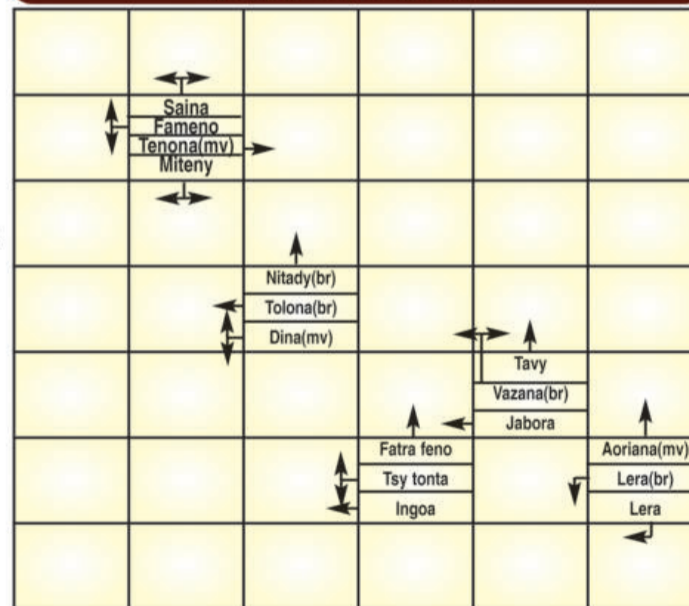 Saina
Fameno
Tenona(mv)
Miteny
Nitady(br)
Tolona(br)
Dina(mv)
Tavy
Vazana(br)
Jabora
Fatra feno
Tsy tonta
Ingoa
Aoriana(mv)
Lera(br)
Lera